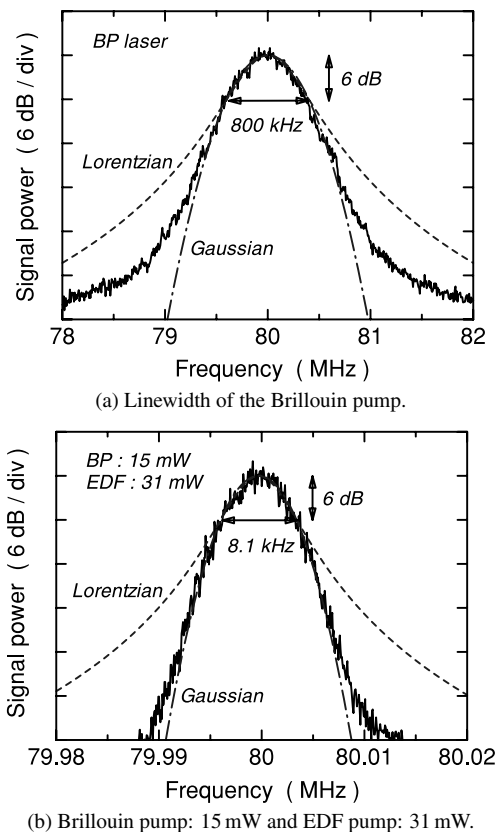 BP laser
6 dB
800 kHz
Lorentzian
Gaussian
Signal power ( 6 dB / div )
78 79 80 81 82
Frequency ( MHz )
(a) Linewidth of the Brillouin pump.
BP : 15 mW
EDF : 31 mW
6 dB
8.1 kHz
Lorentzian
Gaussian
Signal power ( 6 dB / div )
79.98 79.99 80 80.01 80.02
Frequency ( MHz )
(b) Brillouin pump: 15 mW and EDF pump: 31 mW.